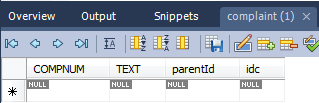 Overview Output Snippets complaint (1)
COMPNUM TEXT parentId idc
NULL NULL NULL NULL